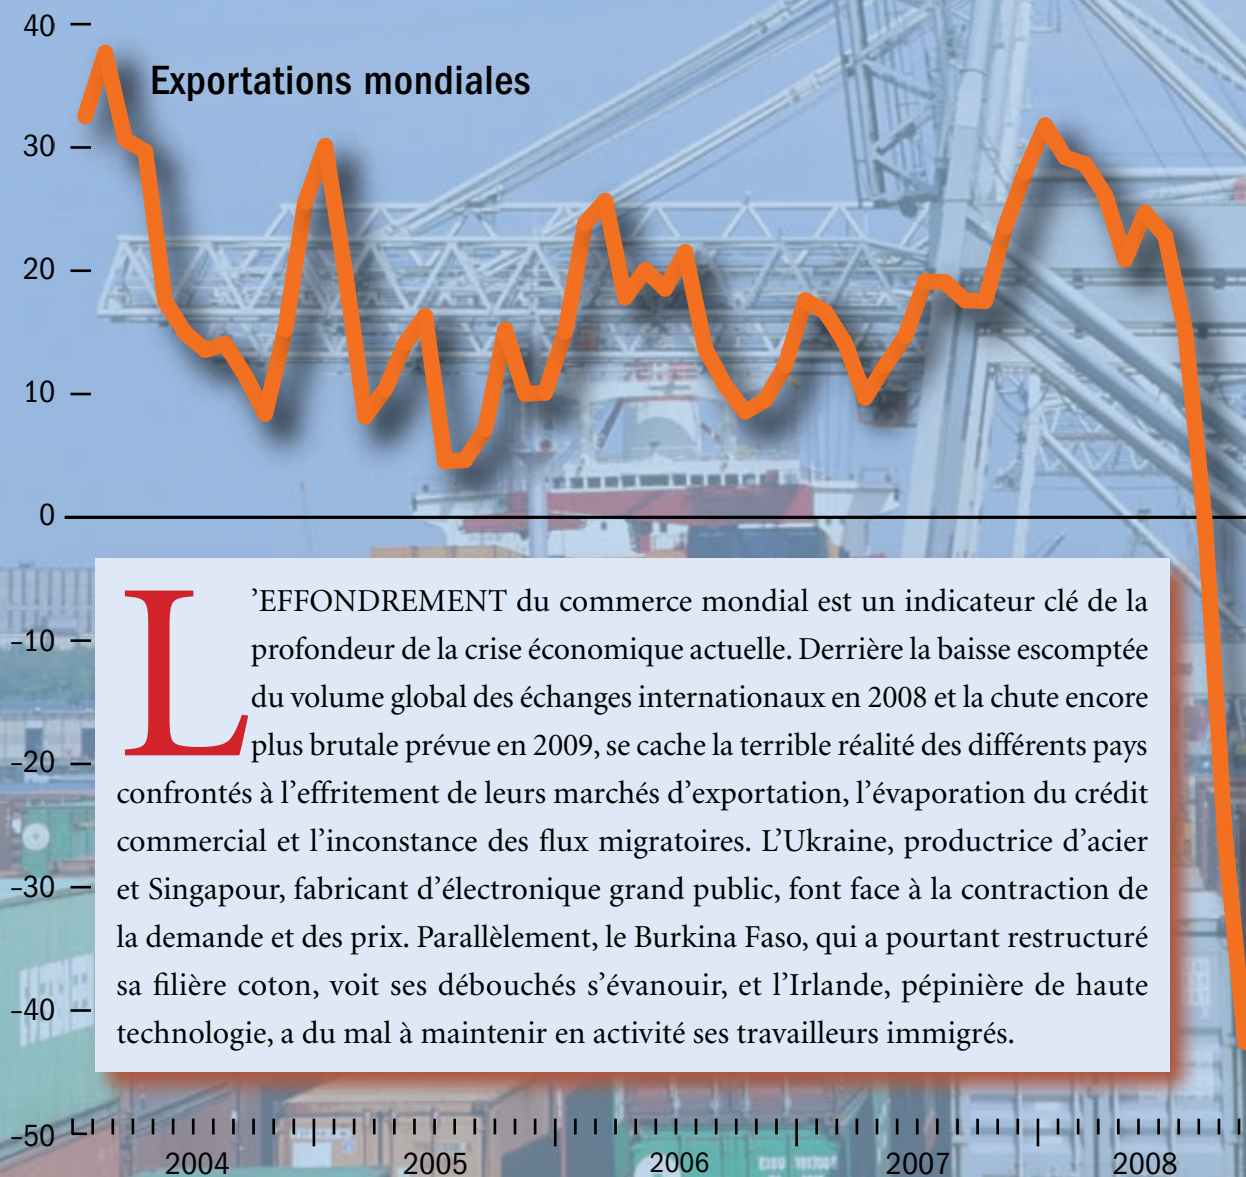 40
Exportations mondiales
30
20
10
0
L’EFFONDREMENT du commerce mondial est un indicateur clé de la
profondeur de la crise économique actuelle. Derrière la baisse escomptée
du volume global des échanges internationaux en 2008 et la chute encore
plus brutale prévue en 2009, se cache la terrible réalité des différents pays
confrontés à l’effritement de leurs marchés d’exportation, l’évaporation du crédit
commercial et l’inconstance des flux migratoires. L’Ukraine, productrice d’acier
et Singapour, fabricant d’électronique grand public, font face à la contraction de
la demande et des prix. Parallèlement, le Burkina Faso, qui a pourtant restructuré
sa filière coton, voit ses débouchés s’évanouir, et l’Irlande, pépinière de haute
technologie, a du mal à maintenir en activité ses travailleurs immigrés.
–10
–20
–30
–40
–50
2004 2005 2006 2007 2008